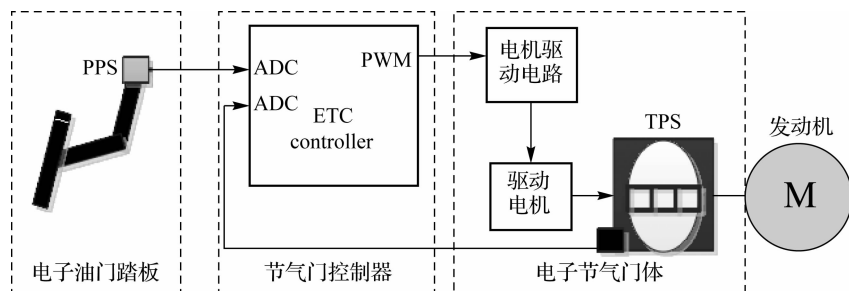 PPS
电子油门踏板
ADC
PWM
ADC
ETC
controller
节气门控制器
电机驱
动电路
驱动
电机
TPS
电子节气门体
发动机
M